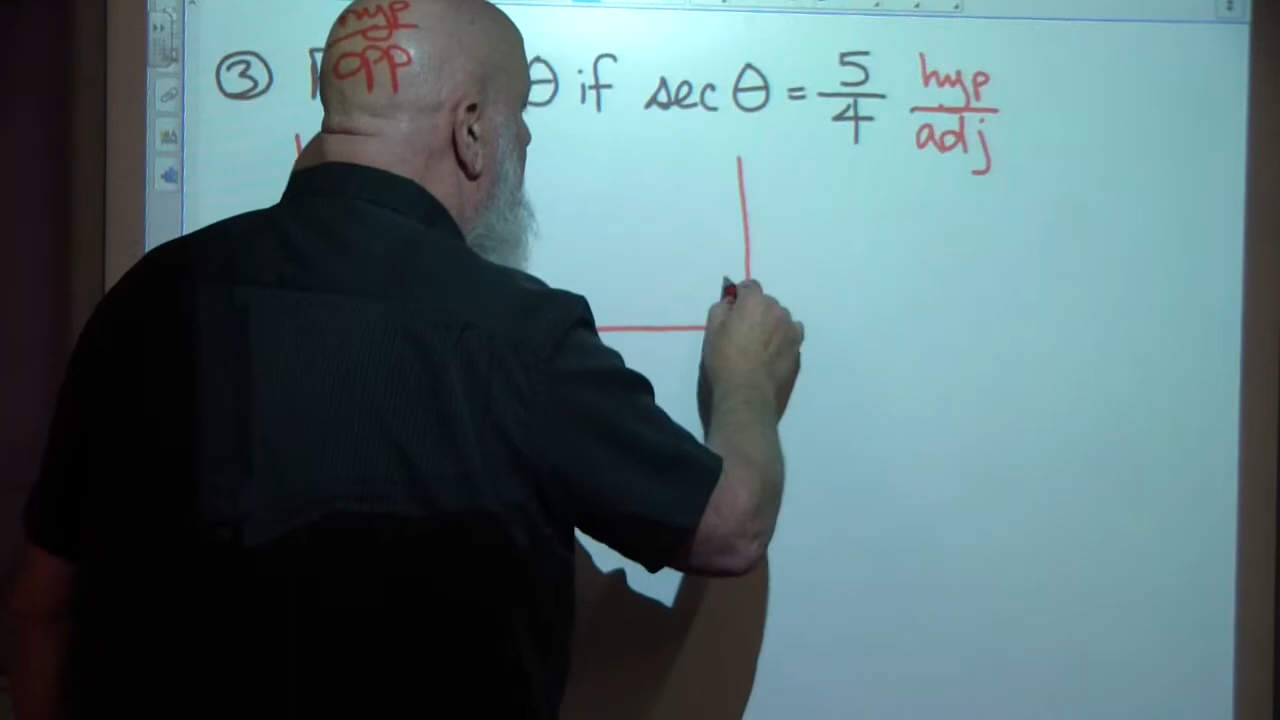 ③ θ if sec θ = 5/4 hyp/adj
hyp/opp